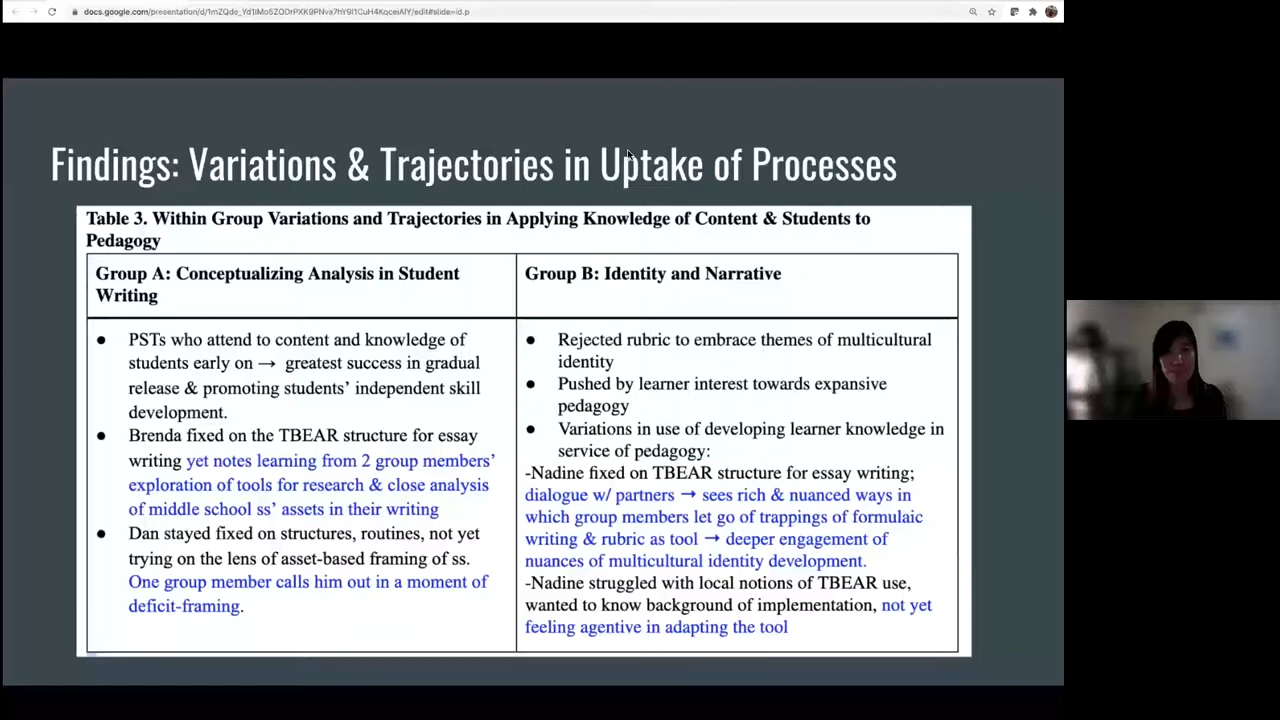 Findings: Variations & Trajectories in Uptake of Processes
Table 3. Within Group Variations and Trajectories in Applying Knowledge of Content & Students to
Pedagogy
Group A: Conceptualizing Analysis in Student
Writing
● PSTs who attend to content and knowledge of
students early on → greatest success in gradual
release & promoting students’ independent skill
development.
● Brenda fixed on the TBEAR structure for essay
writing yet notes learning from 2 group members’
exploration of tools for research & close analysis
of middle school ss’ assets in their writing
● Dan stayed fixed on structures, routines, not yet
trying on the lens of asset-based framing of ss.
One group member calls him out in a moment of
deficit-framing.
Group B: Identity and Narrative
● Rejected rubric to embrace themes of multicultural
identity
● Pushed by learner interest towards expansive
pedagogy
● Variations in use of developing learner knowledge in
service of pedagogy:
-Nadine fixed on TBEAR structure for essay writing;
dialogue w/ partners → sees rich & nuanced ways in
which group members let go of trappings of formulaic
writing & rubric as tool → deeper engagement of
nuances of multicultural identity development.
-Nadine struggled with local notions of TBEAR use,
wanted to know background of implementation, not yet
feeling agentive in adapting the tool